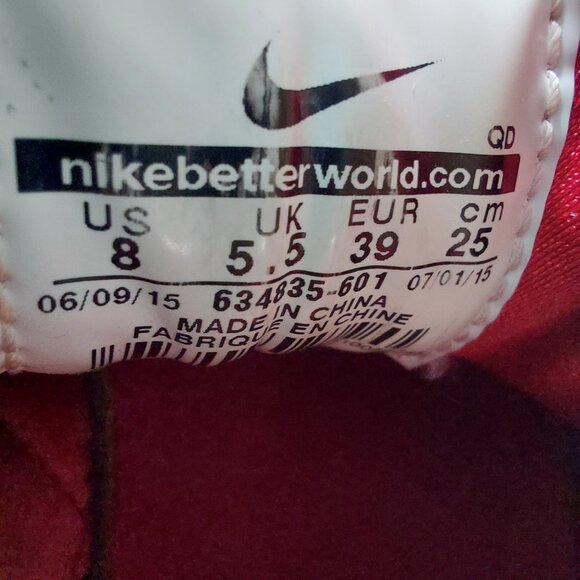 QD
nikebetterworld.com
US UK EUR cm
8 5.5 39 25
06/09/15 634835-601 07/01/15
MADE IN CHINA
FABRIQUE EN CHINE